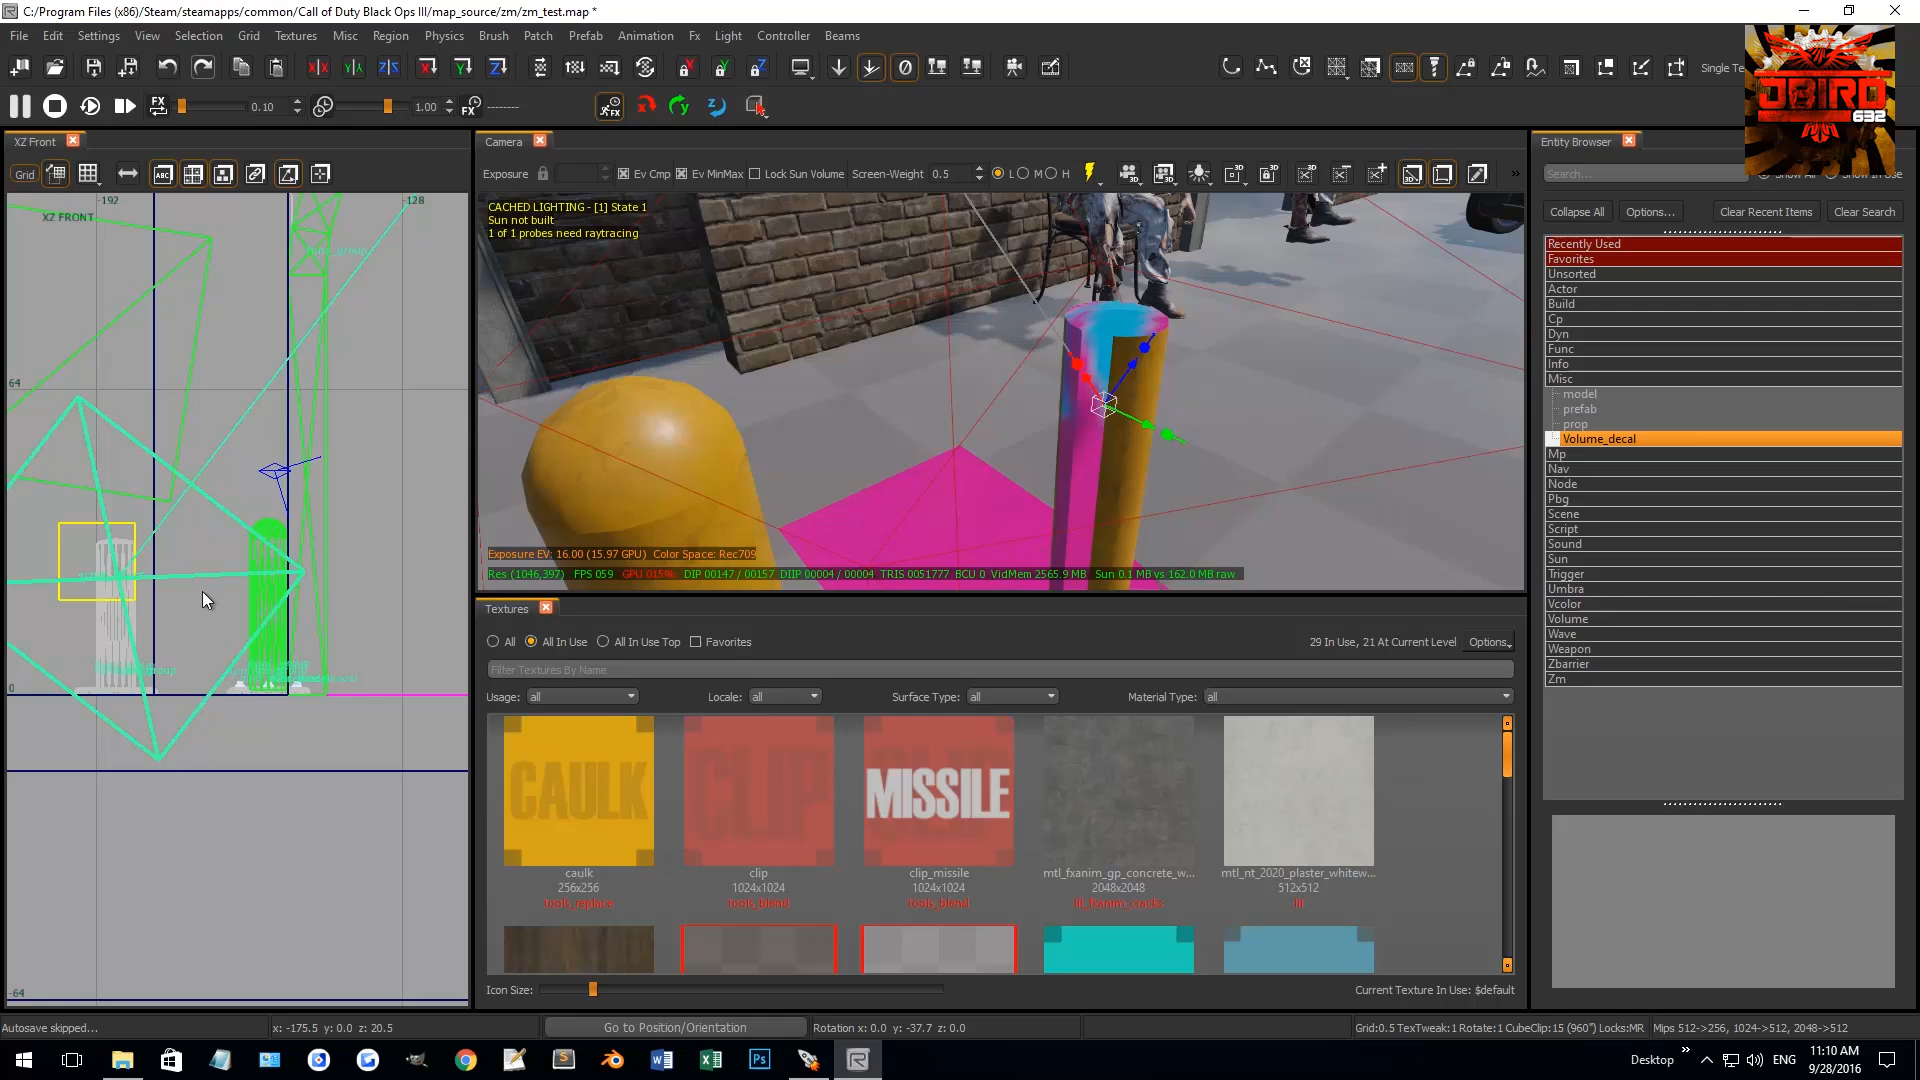 C:/Program Files (x86)/Steam/steamapps/common/Call of Duty Black Ops III/map_source/zm/zm_test.map *
File Edit Settings View Selection Grid Textures Misc Region Physics Brush Patch Prefab Animation Fx Light Controller Beams
Single Te
FX 0.10 1.00 FX --------
JBIRD
632
XZ Front
Camera
Entity Browser
Grid
ABC
Exposure Ev Cmp Ev MinMax Lock Sun Volume Screen-Weight 0.5 L M H
Search...
Collapse All Options... Clear Recent Items Clear Search
-192 128
XZ FRONT
64
0
-64
CACHED LIGHTING - [1] State 1
Sun not built
1 of 1 probes need raytracing
Exposure EV: 16.00 (15.97 GPU) Color Space: Rec709
Res (1046,397) FPS 059 GPU 015% DIP 00147 / 00157 DIIP 00004 / 00004 TRIS 0051777 BCU 0 VidMem 2565.9 MB Sun 0.1 MB vs 162.0 MB raw
Recently Used
Favorites
Unsorted
Actor
Build
Cp
Dyn
Func
Info
Misc
model
prefab
prop
Volume_decal
Mp
Nav
Node
Pbg
Scene
Script
Sound
Sun
Trigger
Umbra
Vcolor
Volume
Wave
Weapon
Zbarrier
Zm
Textures
All All In Use All In Use Top Favorites 29 In Use, 21 At Current Level Options...
Filter Textures By Name
Usage: all Locale: all Surface Type: all Material Type: all
CAULK
CLIP
MISSILE
caulk
256x256
tools_replace
clip
1024x1024
tools_blend
clip_missile
1024x1024
tools_blend
mtl_fxanim_gp_concrete_w...
2048x2048
lit_fxanim_cracks
mtl_nt_2020_plaster_whitew...
512x512
lit
Icon Size: Current Texture In Use: $default
Autosave skipped... x: -175.5 y: 0.0 z: 20.5 Go to Position/Orientation Rotation x: 0.0 y: -37.7 z: 0.0 Grid:0.5 TexTweak:1 Rotate:1 CubeClip:15 (960") Locks:MR Mips 512->256, 1024->512, 2048->512
Desktop ENG
11:10 AM
9/28/2016